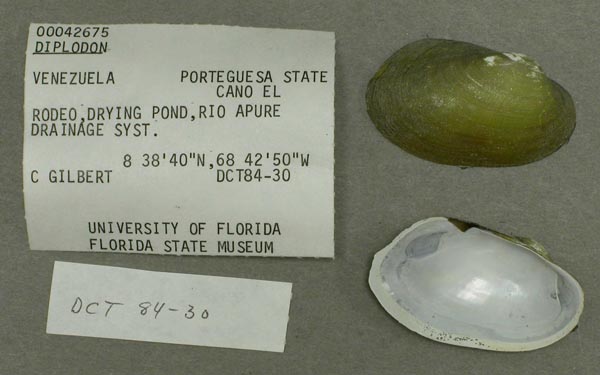 00042675
DIPLODON
VENEZUELA PORTEGUESA STATE
CANO EL
RODEO,DRYING POND,RIO APURE
DRAINAGE SYST.
8 38'40"N,68 42'50"W
C GILBERT DCT84-30
UNIVERSITY OF FLORIDA
FLORIDA STATE MUSEUM
DCT 84-30